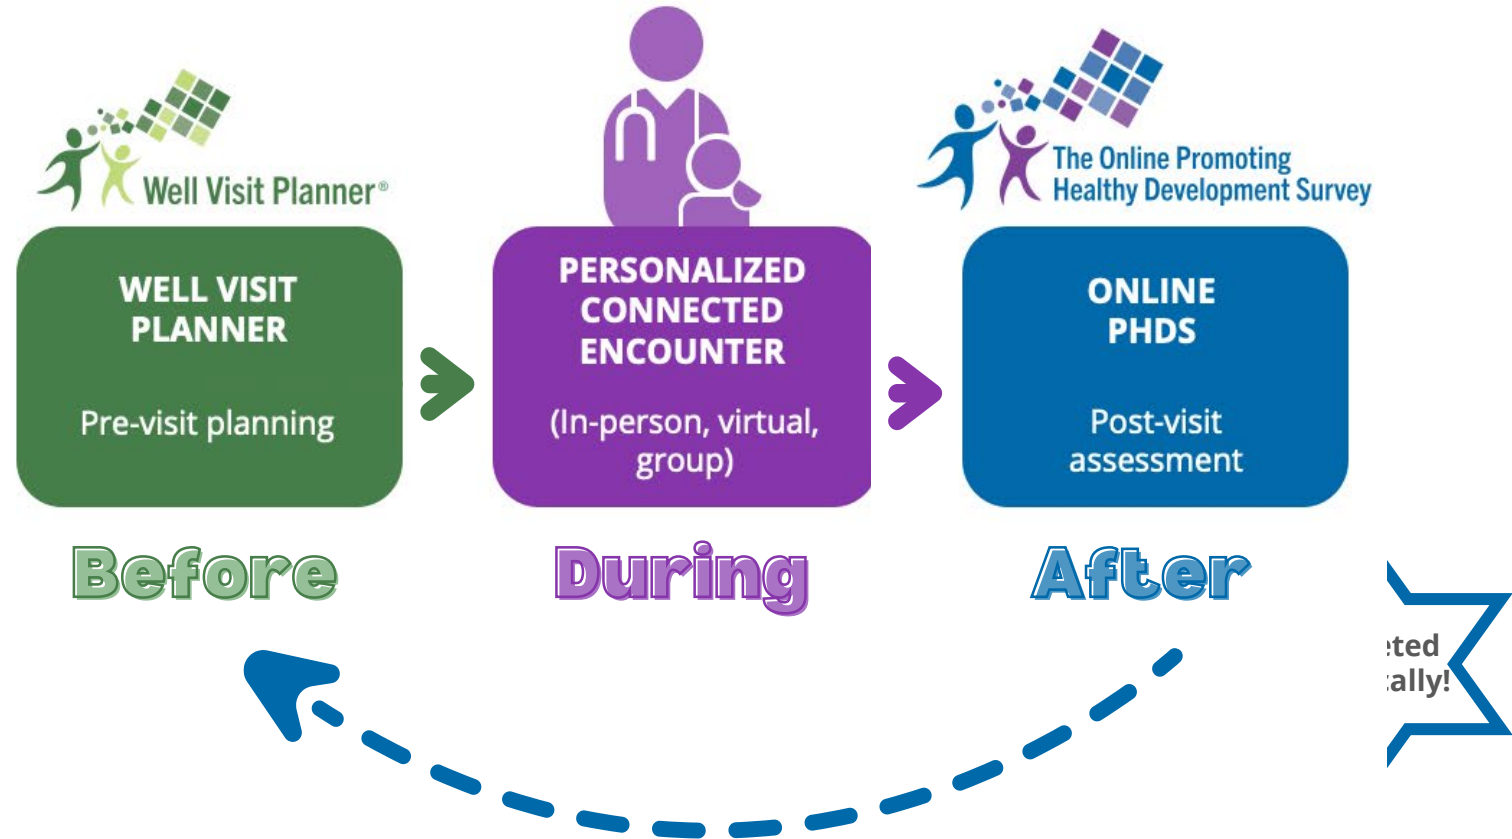 Well Visit Planner®
The Online Promoting
Healthy Development Survey
WELL VISIT
PLANNER
Pre-visit planning
PERSONALIZED
CONNECTED
ENCOUNTER
(In-person, virtual,
group)
ONLINE
PHDS
Post-visit
assessment
Before
During
After